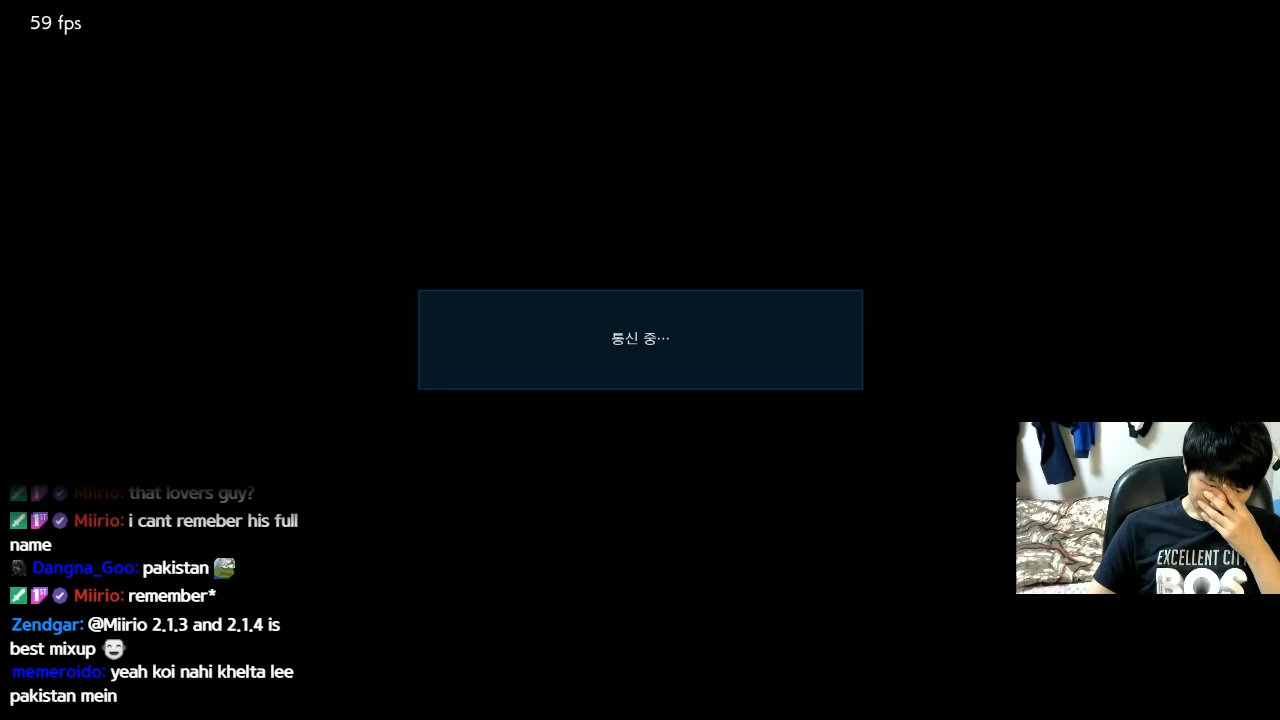 59 fps
통신 중…
Miirio: that lovers guy?
Miirio: i cant remeber his full
name
Dangna_Goo: pakistan
Miirio: remember*
Zendgar: @Miirio 2,1,3 and 2,1,4 is
best mixup
memeroido: yeah koi nahi khelta lee
pakistan mein
EXCELLENT CIT
BOS